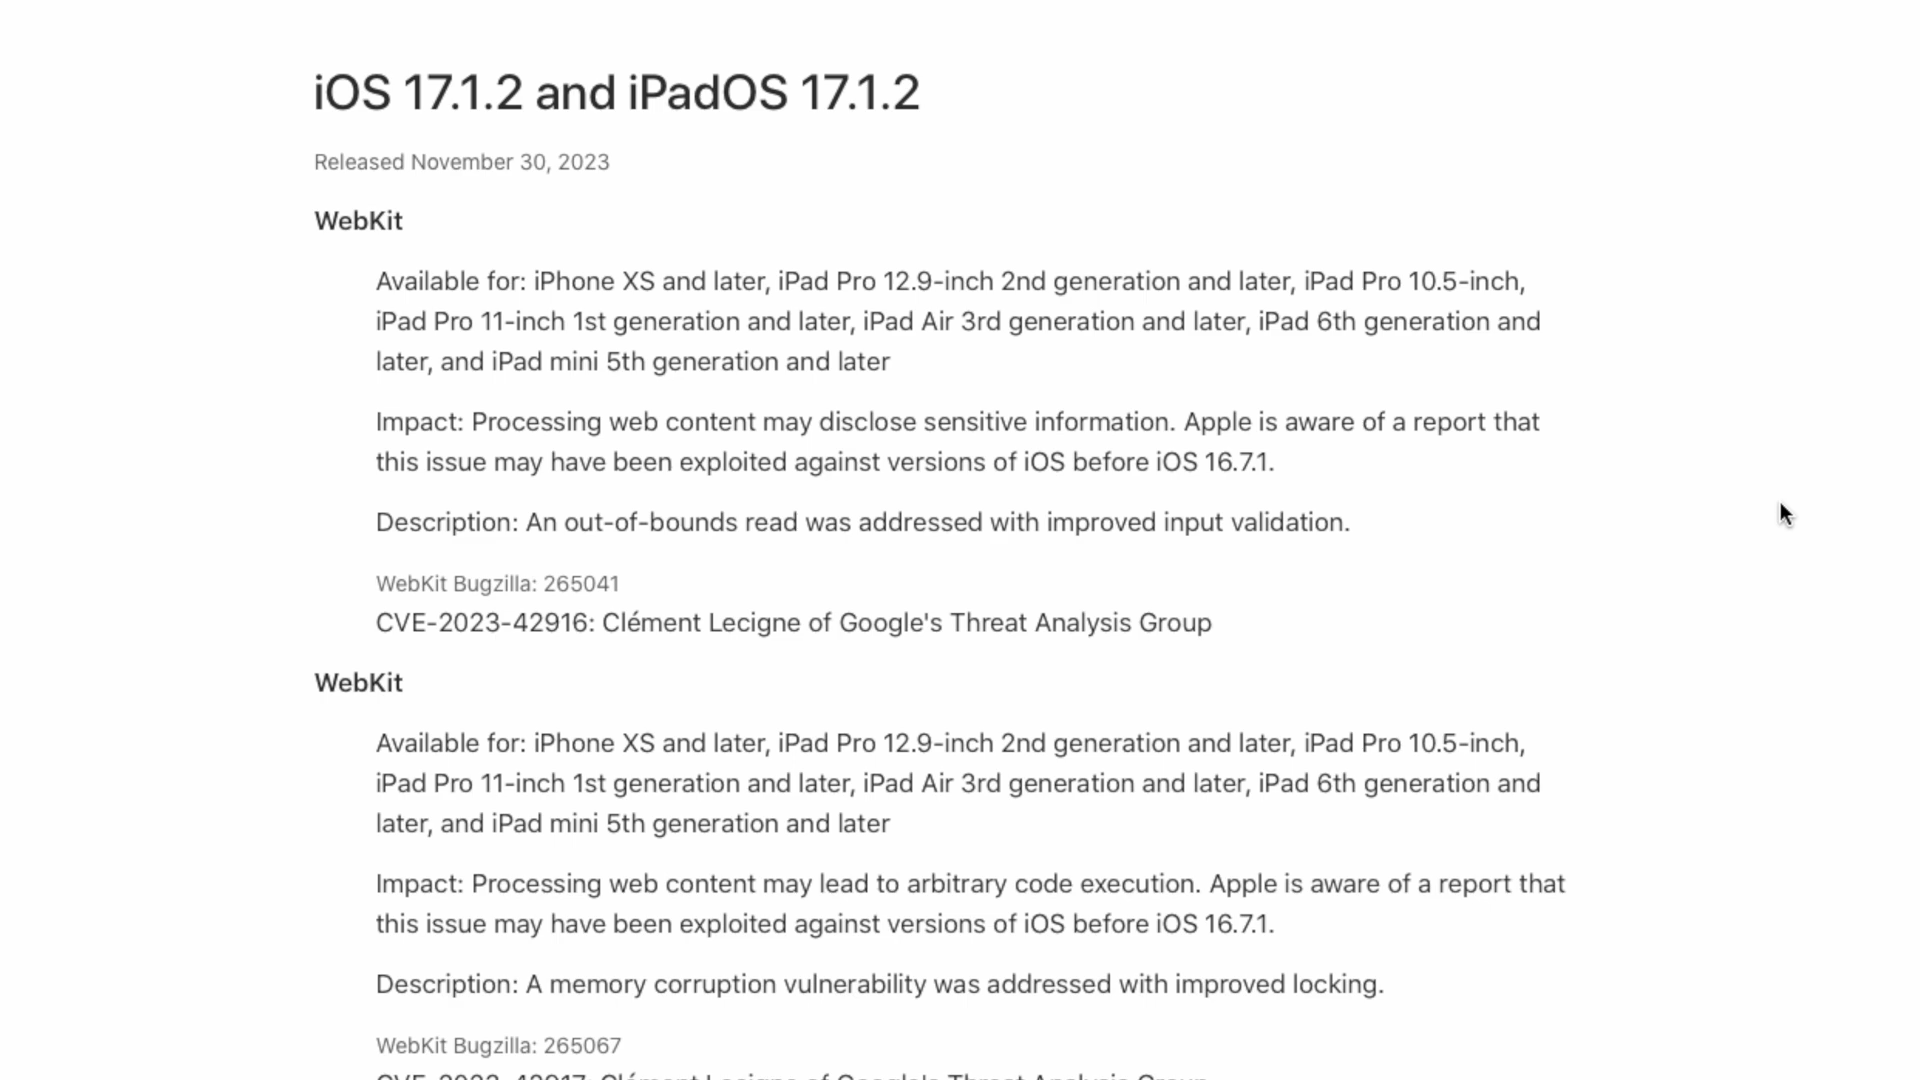 iOS 17.1.2 and iPadOS 17.1.2
Released November 30, 2023
WebKit
Available for: iPhone XS and later, iPad Pro 12.9-inch 2nd generation and later, iPad Pro 10.5-inch,
iPad Pro 11-inch 1st generation and later, iPad Air 3rd generation and later, iPad 6th generation and
later, and iPad mini 5th generation and later
Impact: Processing web content may disclose sensitive information. Apple is aware of a report that
this issue may have been exploited against versions of iOS before iOS 16.7.1.
Description: An out-of-bounds read was addressed with improved input validation.
WebKit Bugzilla: 265041
CVE-2023-42916: Clément Lecigne of Google's Threat Analysis Group
WebKit
Available for: iPhone XS and later, iPad Pro 12.9-inch 2nd generation and later, iPad Pro 10.5-inch,
iPad Pro 11-inch 1st generation and later, iPad Air 3rd generation and later, iPad 6th generation and
later, and iPad mini 5th generation and later
Impact: Processing web content may lead to arbitrary code execution. Apple is aware of a report that
this issue may have been exploited against versions of iOS before iOS 16.7.1.
Description: A memory corruption vulnerability was addressed with improved locking.
WebKit Bugzilla: 265067
CVE-2023-42917: Clément Lecigne of Google's Threat Analysis Group